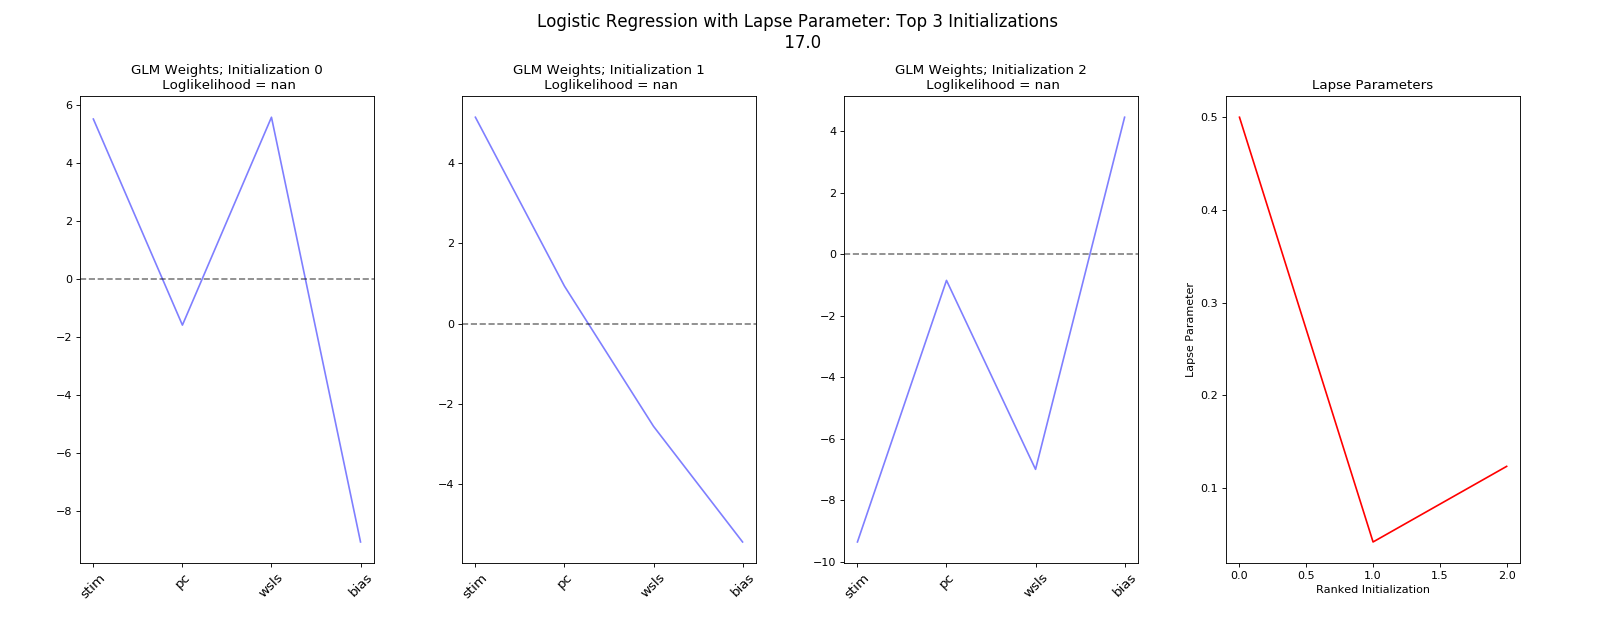 Logistic Regression with Lapse Parameter: Top 3 Initializations
17.0
GLM Weights; Initialization 0
Loglikelihood = nan
6
4
2
0
−2
−4
−6
−8
stim
pc
wsls
bias
GLM Weights; Initialization 1
Loglikelihood = nan
4
2
0
−2
−4
stim
pc
wsls
bias
GLM Weights; Initialization 2
Loglikelihood = nan
4
2
0
−2
−4
−6
−8
−10
stim
pc
wsls
bias
Lapse Parameters
Lapse Parameter
0.5
0.4
0.3
0.2
0.1
0.0
0.5
1.0
1.5
2.0
Ranked Initialization